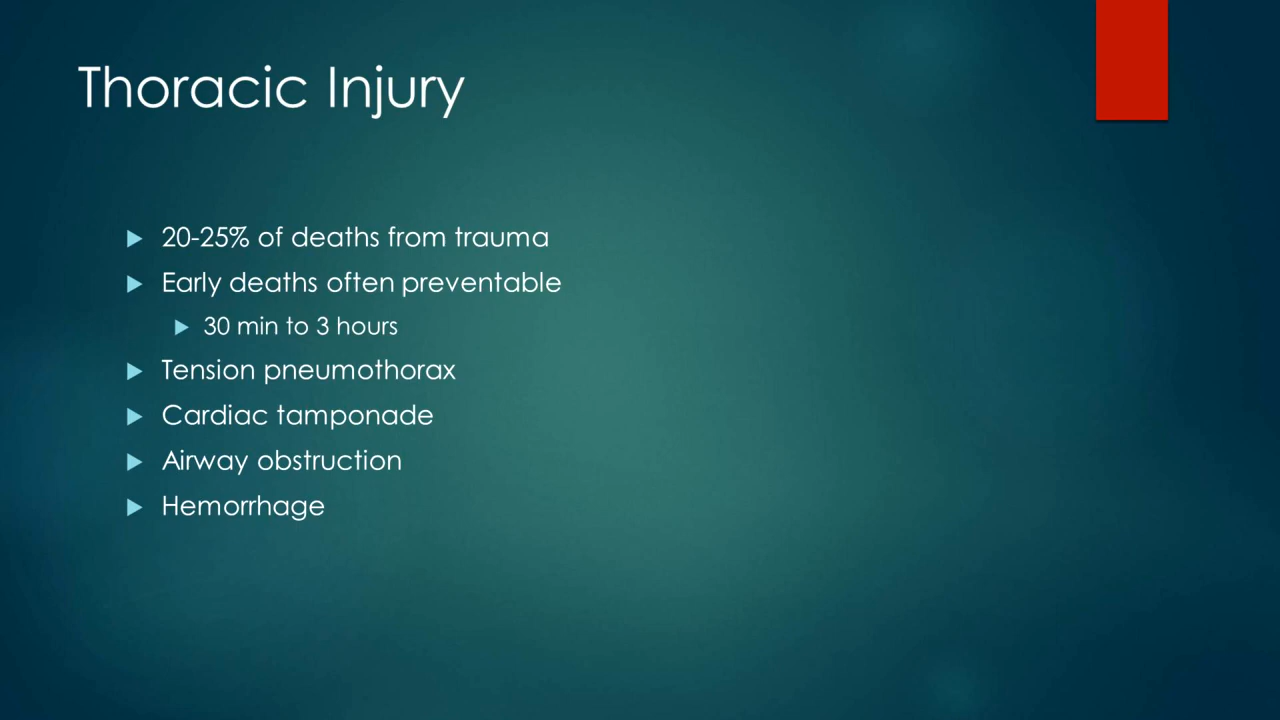 Thoracic Injury
20-25% of deaths from trauma
Early deaths often preventable
30 min to 3 hours
Tension pneumothorax
Cardiac tamponade
Airway obstruction
Hemorrhage